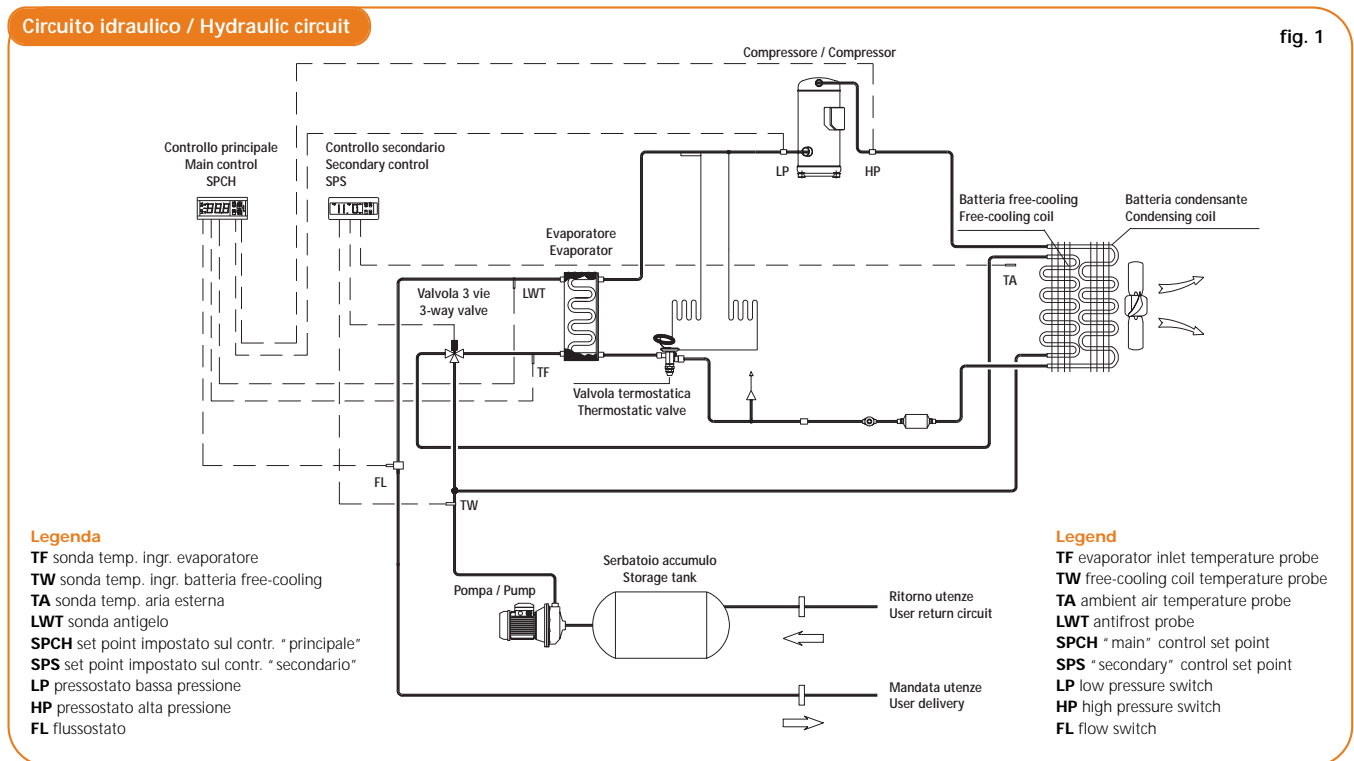 Circuito idraulico / Hydraulic circuit
fig. 1
Compressore / Compressor
Controllo principale
Main control
SPCH
Controllo secondario
Secondary control
SPS
LP
HP
Batteria free-cooling
Free-cooling coil
Batteria condensante
Condensing coil
Evaporatore
Evaporator
TA
Valvola 3 vie
3-way valve
LWT
TF
Valvola termostatica
Thermostatic valve
FL
TW
Legenda
TF sonda temp. ingr. evaporatore
TW sonda temp. ingr. batteria free-cooling
TA sonda temp. aria esterna
LWT sonda antigelo
SPCH set point impostato sul contr. "principale"
SPS set point impostato sul contr. "secondario"
LP pressostato bassa pressione
HP pressostato alta pressione
FL flussostato
Pompa / Pump
Serbatoio accumulo
Storage tank
Ritorno utenze
User return circuit
Mandata utenze
User delivery
Legend
TF evaporator inlet temperature probe
TW free-cooling coil temperature probe
TA ambient air temperature probe
LWT antifrost probe
SPCH "main" control set point
SPS "secondary" control set point
LP low pressure switch
HP high pressure switch
FL flow switch